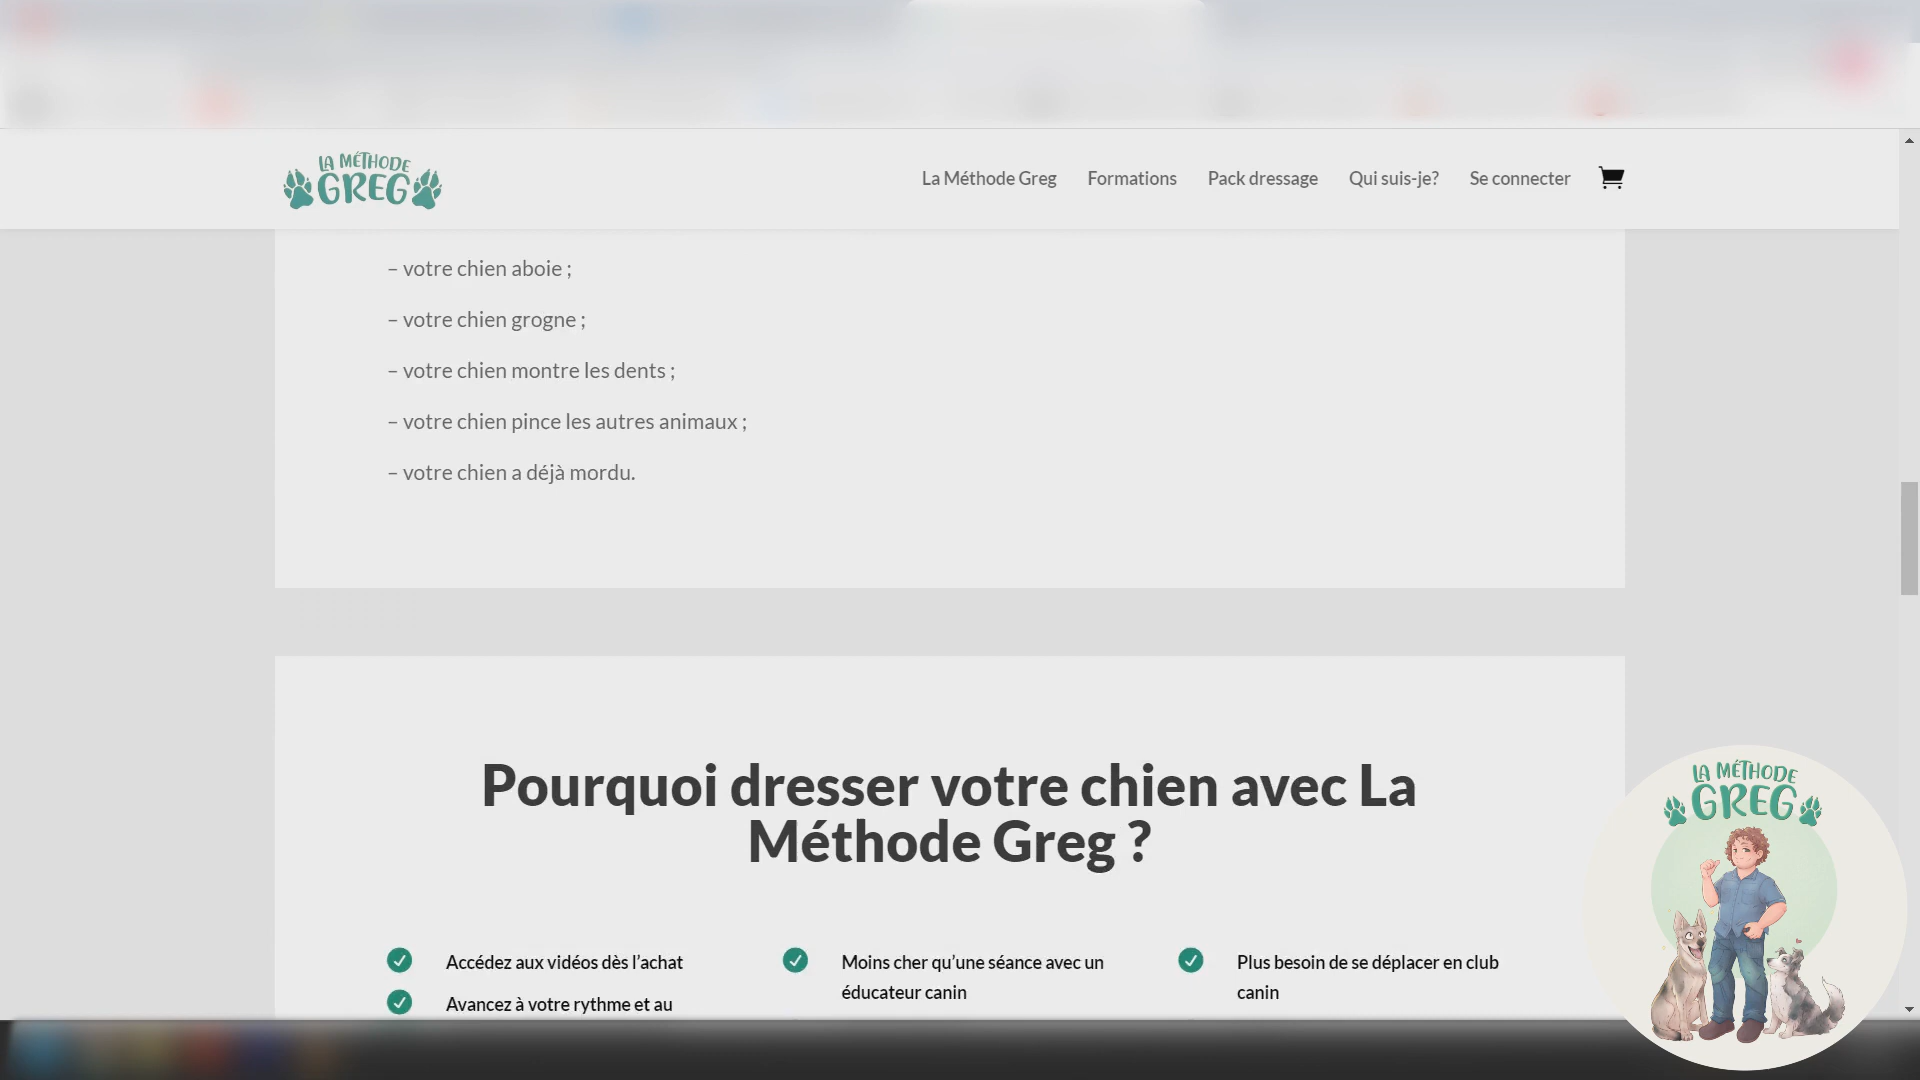 LA MÉTHODE
GREG
La Méthode Greg
Formations
Pack dressage
Qui suis-je?
Se connecter
– votre chien aboie ;
– votre chien grogne ;
– votre chien montre les dents ;
– votre chien pince les autres animaux ;
– votre chien a déjà mordu.
Pourquoi dresser votre chien avec La
Méthode Greg ?
Accédez aux vidéos dès l’achat
Avancez à votre rythme et au
Moins cher qu’une séance avec un
éducateur canin
Plus besoin de se déplacer en club
canin
LA MÉTHODE
GREG